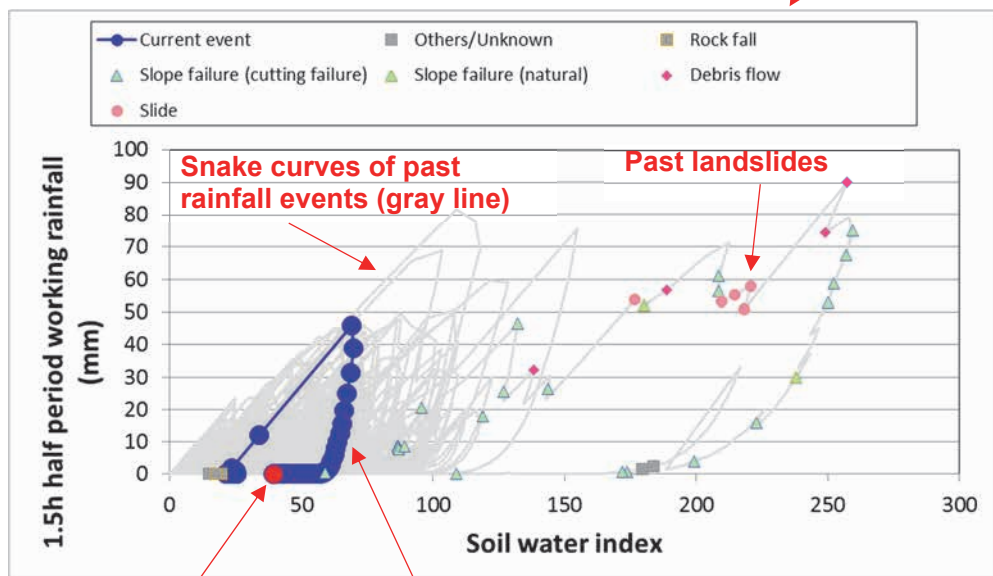 Current event Others/Unknown Rock fall
Slope failure (cutting failure) Slope failure (natural) Debris flow
Slide
1.5h half period working rainfall
(mm)
100
90
80
70
60
50
40
30
20
10
0
Snake curves of past
rainfall events (gray line)
Past landslides
0 50 100 150 200 250 300
Soil water index